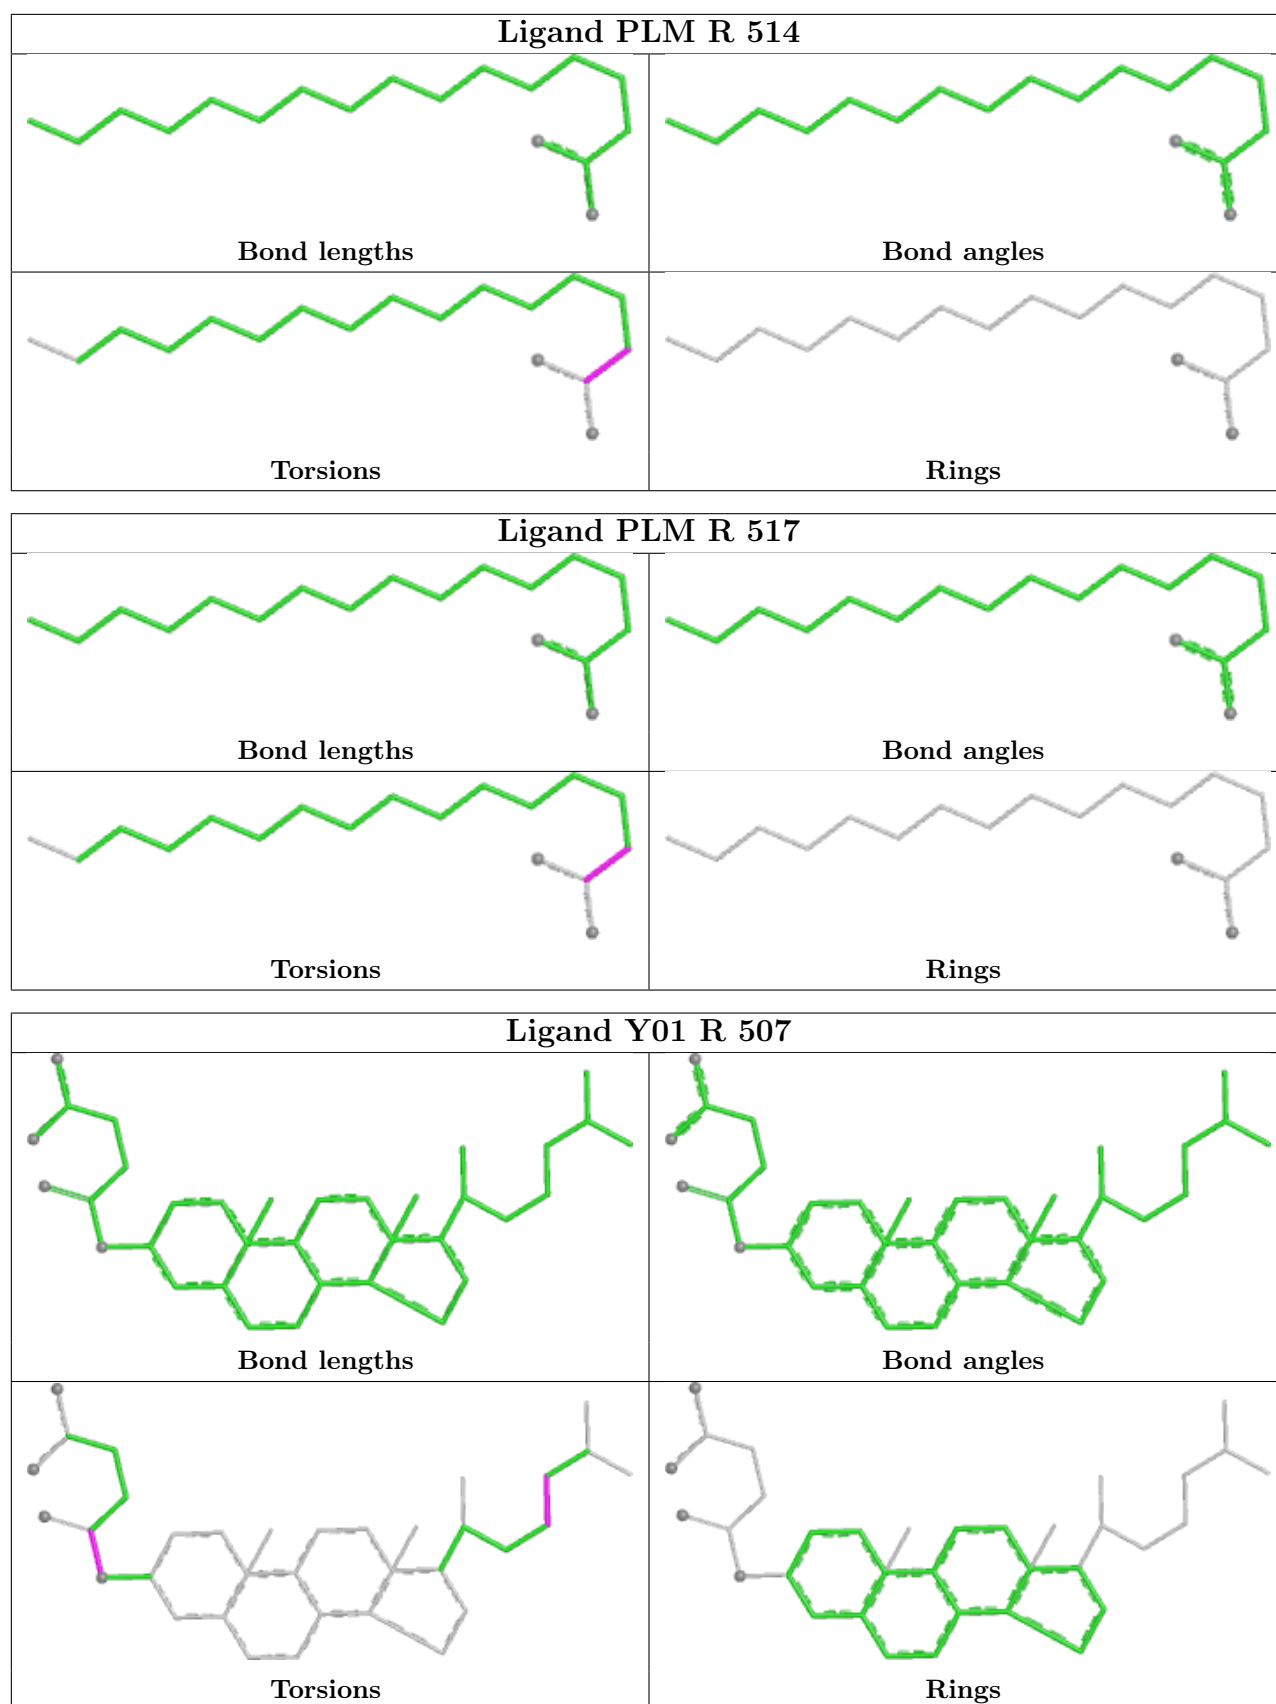 Ligand PLM R 514
Bond lengths
Bond angles
Torsions
Rings
Ligand PLM R 517
Bond lengths
Bond angles
Torsions
Rings
Ligand Y01 R 507
Bond lengths
Bond angles
Torsions
Rings